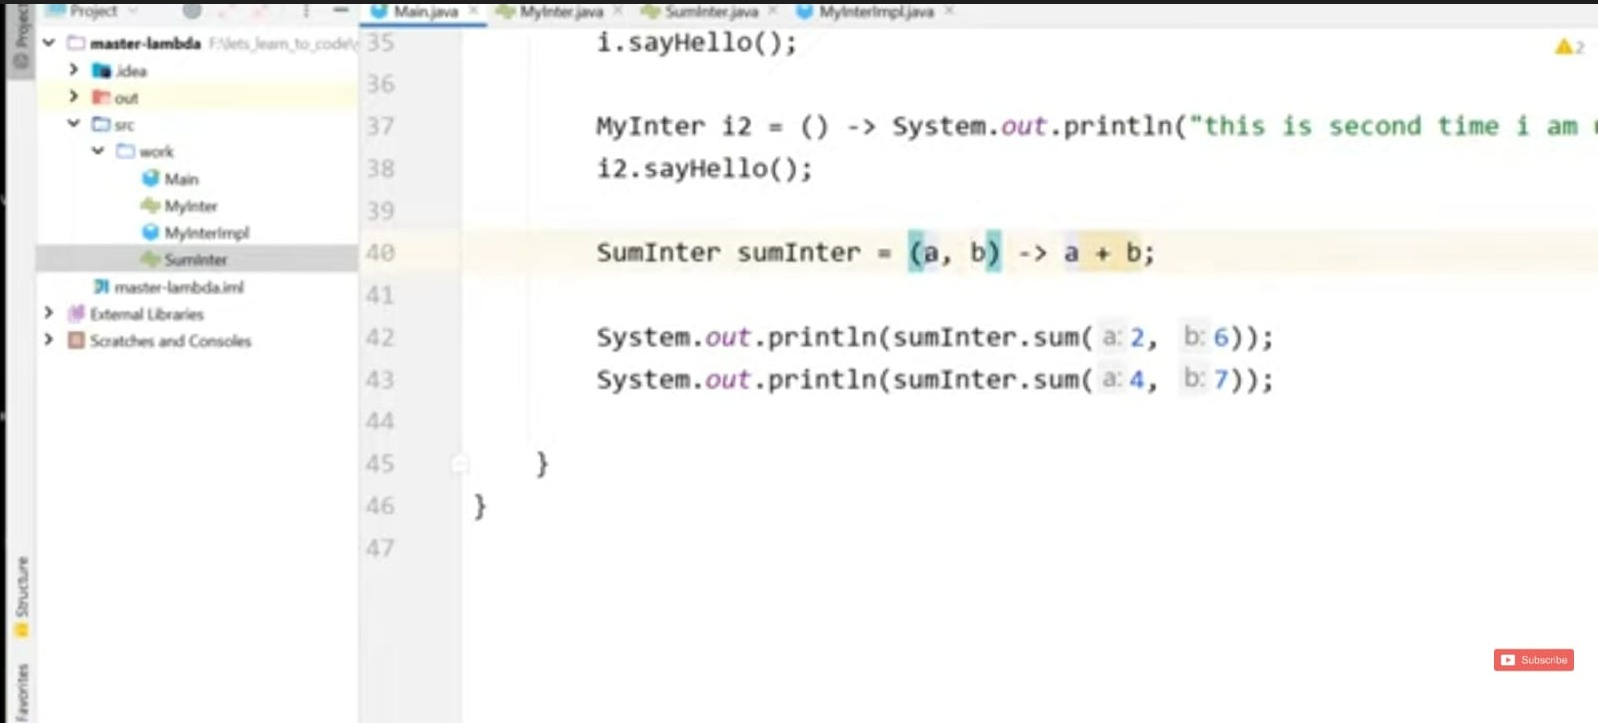 Project
Main.java
MyInter.java
SumInter.java
MyInterImpl.java
master-lambda
.idea
out
src
work
Main
MyInter
MyInterImpl
SumInter
master-lambda.iml
External Libraries
Scratches and Consoles
Structure
Favorites
35 i.sayHello();
36
37 MyInter i2 = () -> System.out.println("this is second time i am
38 i2.sayHello();
39
40 SumInter sumInter = (a, b) -> a + b;
41
42 System.out.println(sumInter.sum( a: 2, b: 6));
43 System.out.println(sumInter.sum( a: 4, b: 7));
44
45 }
46 }
47
2
Subscribe